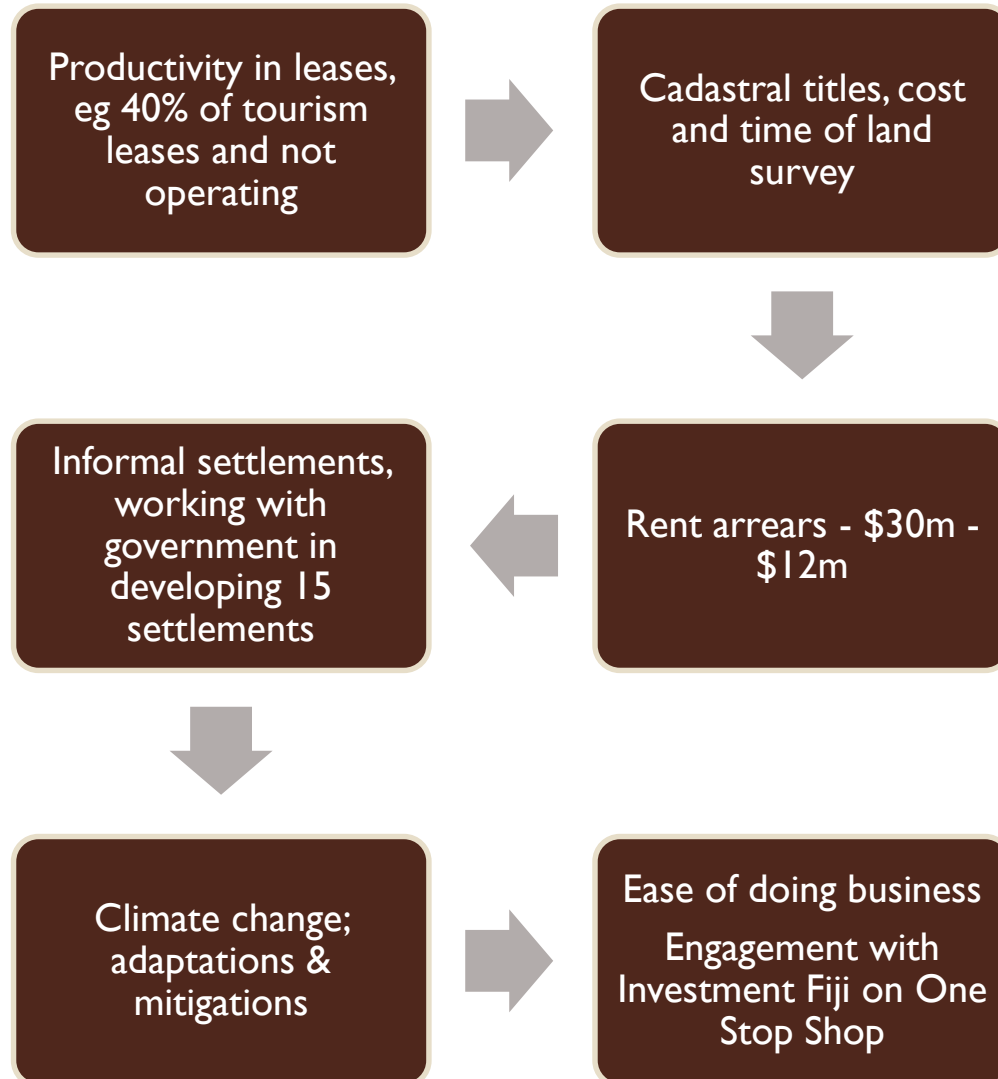 Productivity in leases,
eg 40% of tourism
leases and not
operating
Cadastral titles, cost
and time of land
survey
Rent arrears - $30m -
$12m
Informal settlements,
working with
government in
developing 15
settlements
Climate change;
adaptations &
mitigations
Ease of doing business
Engagement with
Investment Fiji on One
Stop Shop